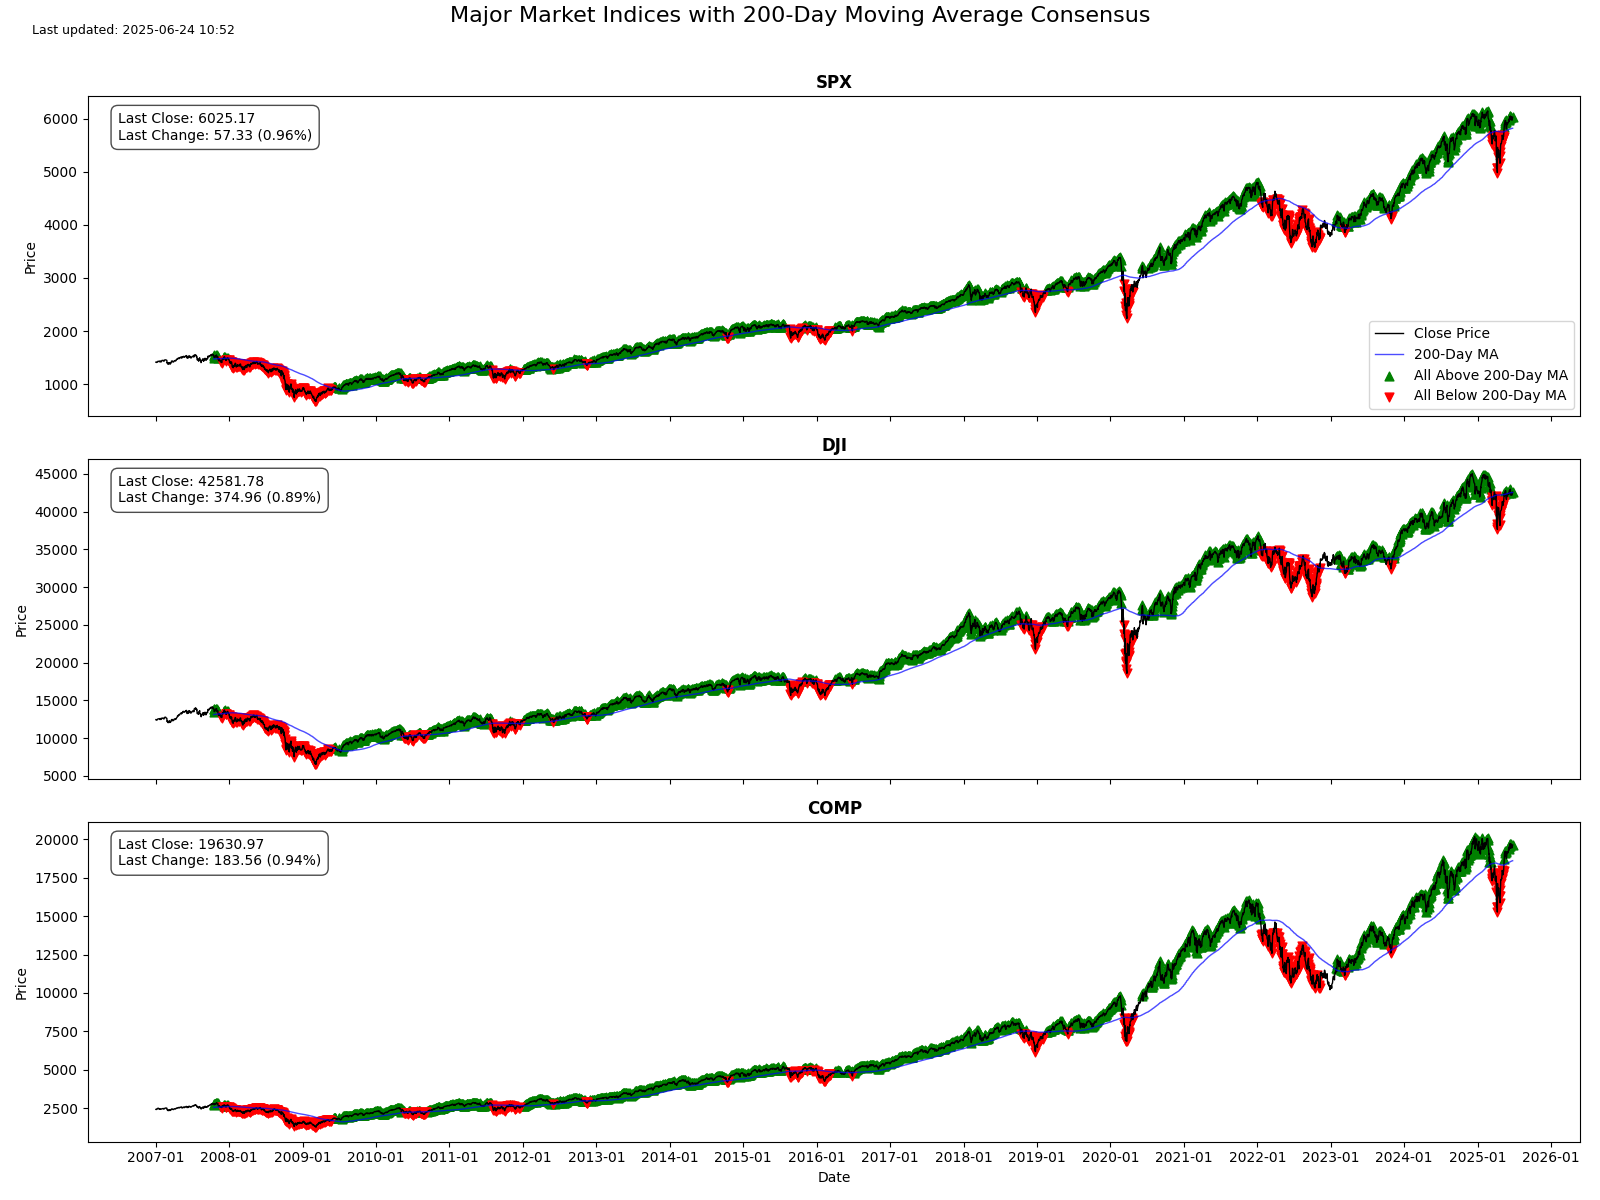 Major Market Indices with 200-Day Moving Average Consensus
Last updated: 2025-06-24 10:52
SPX
Last Close: 6025.17
Last Change: 57.33 (0.96%)
6000
5000
4000
3000
2000
1000
Price
Close Price
200-Day MA
All Above 200-Day MA
All Below 200-Day MA
DJI
Last Close: 42581.78
Last Change: 374.96 (0.89%)
45000
40000
35000
30000
25000
20000
15000
10000
5000
Price
COMP
Last Close: 19630.97
Last Change: 183.56 (0.94%)
20000
17500
15000
12500
10000
7500
5000
2500
Price
2007-01 2008-01 2009-01 2010-01 2011-01 2012-01 2013-01 2014-01 2015-01 2016-01 2017-01 2018-01 2019-01 2020-01 2021-01 2022-01 2023-01 2024-01 2025-01 2026-01
Date